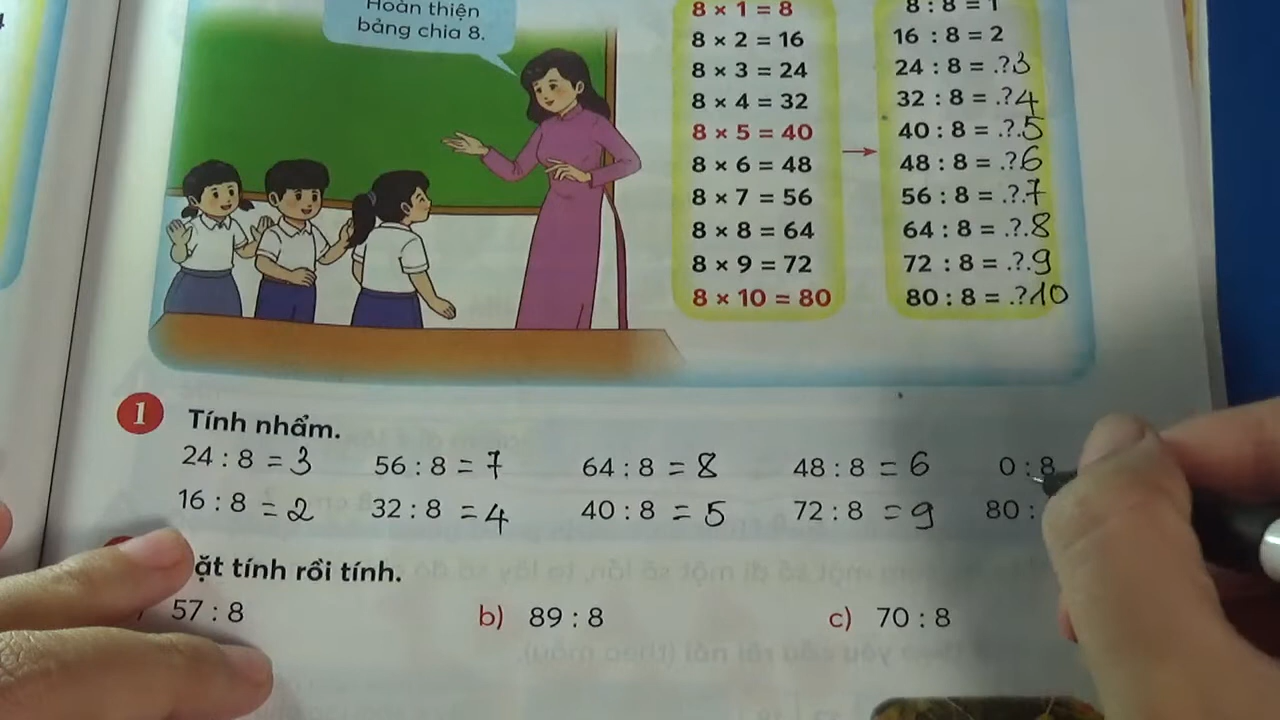 Hoàn thiện
bảng chia 8.
8 × 1 = 8
8 × 2 = 16
8 × 3 = 24
8 × 4 = 32
8 × 5 = 40
8 × 6 = 48
8 × 7 = 56
8 × 8 = 64
8 × 9 = 72
8 × 10 = 80
8 : 8 = 1
16 : 8 = 2
24 : 8 = .?3
32 : 8 = .?4
40 : 8 = .?.5
48 : 8 = .?6
56 : 8 = .?.7
64 : 8 = .?.8
72 : 8 = .?.9
80 : 8 = .?10
1 Tính nhẩm.
24 : 8 = 3 56 : 8 = 7 64 : 8 = 8 48 : 8 = 6 0 : 8
16 : 8 = 2 32 : 8 = 4 40 : 8 = 5 72 : 8 = 9 80 :
ặt tính rồi tính.
57 : 8 b) 89 : 8 c) 70 : 8